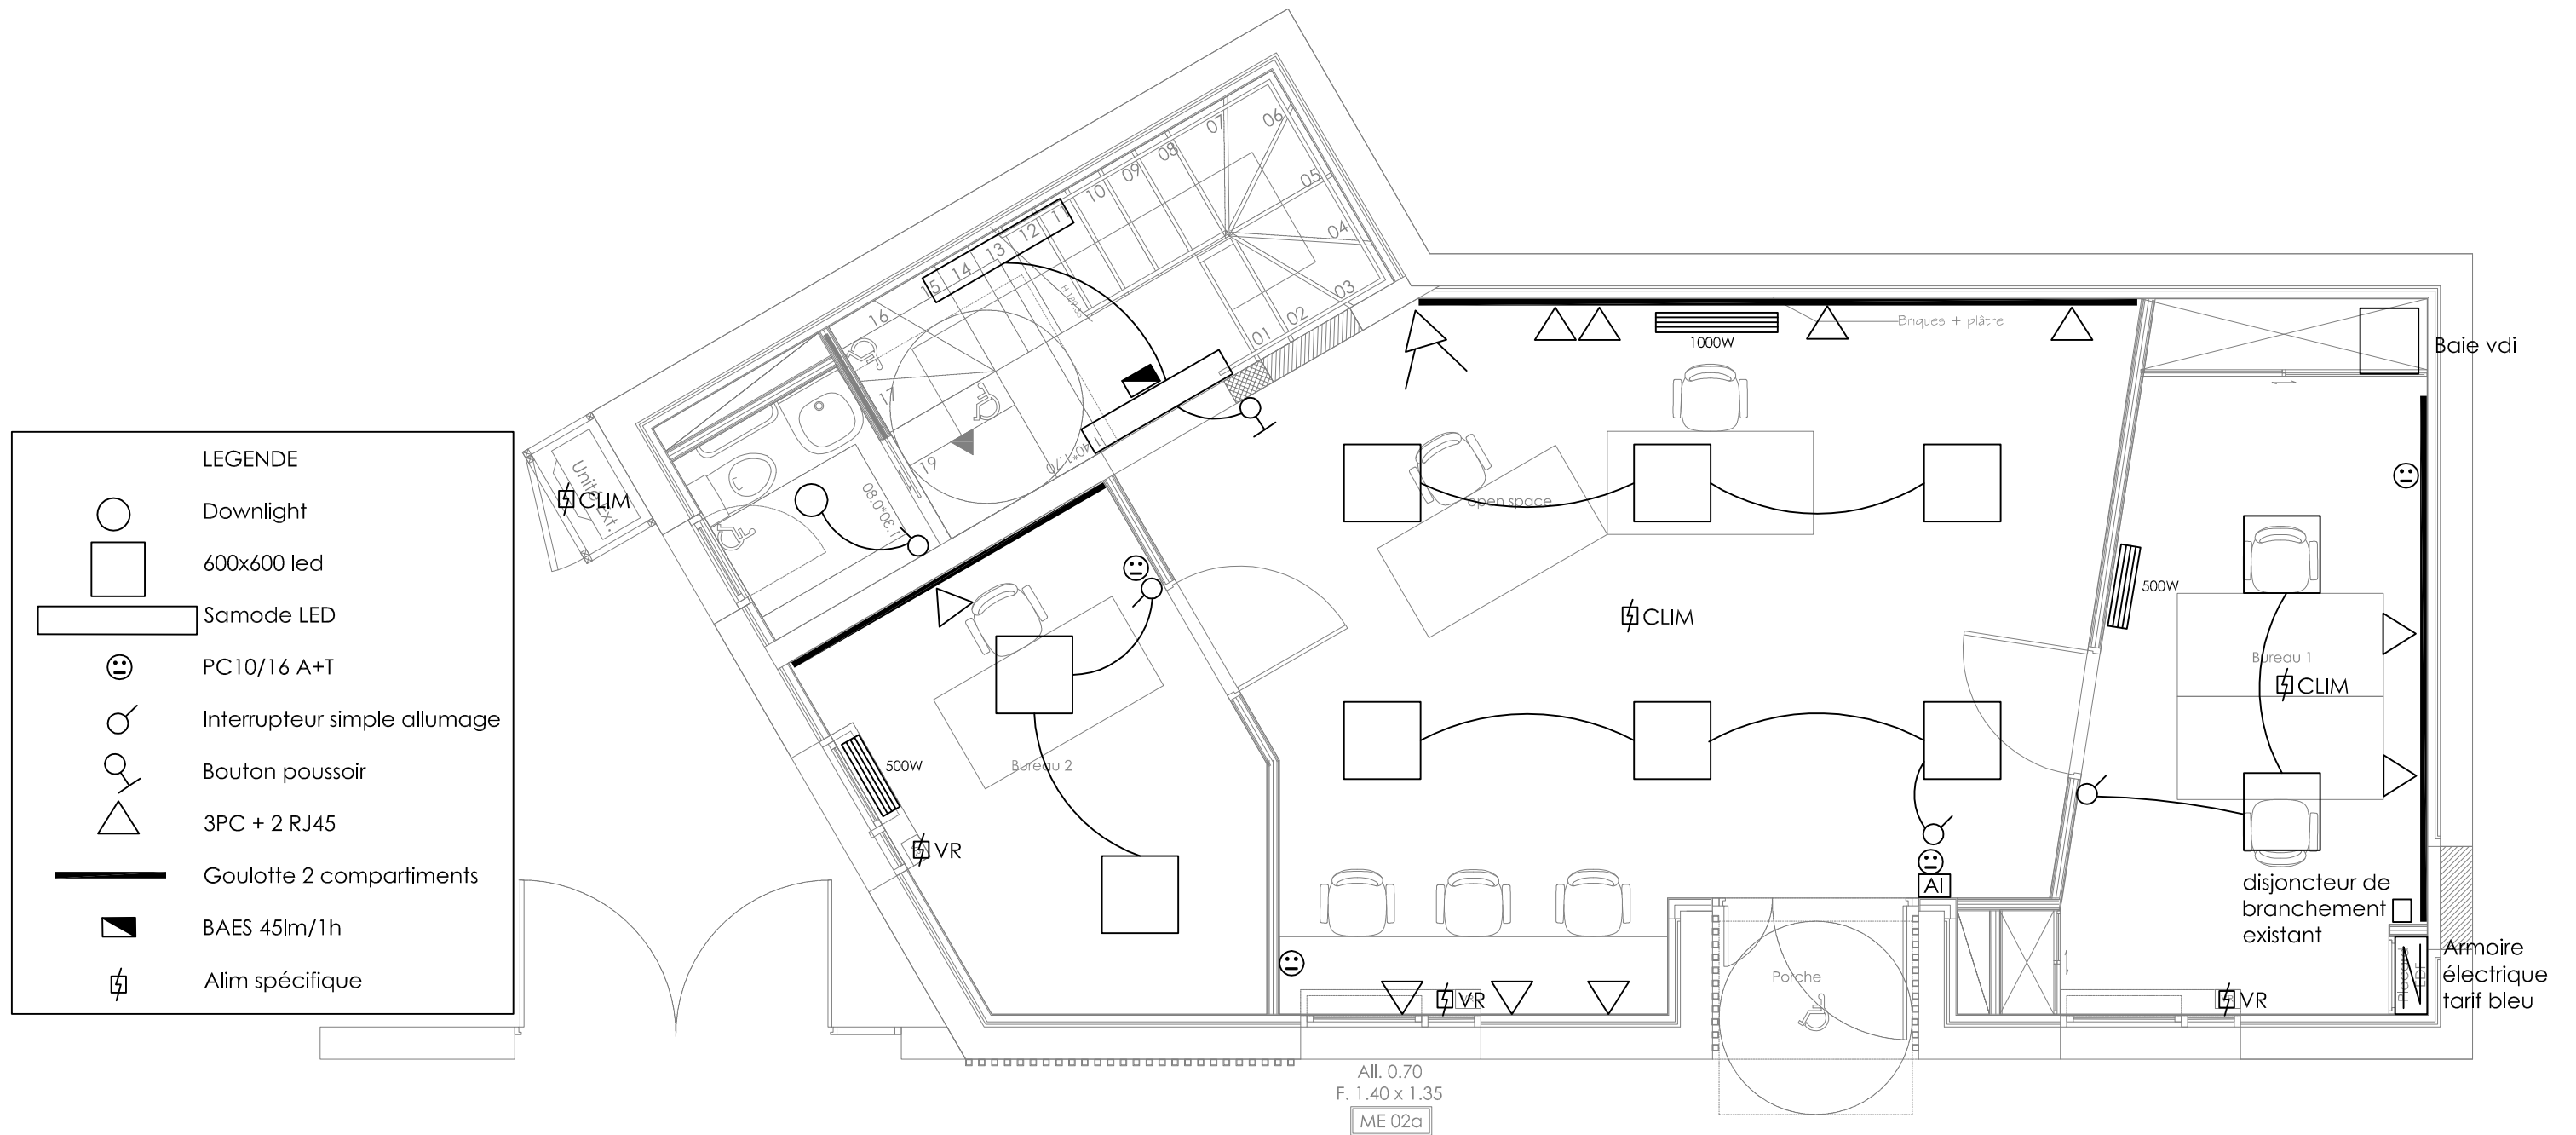 LEGENDE
Downlight
600x600 led
Samode LED
PC10/16 A+T
Interrupteur simple allumage
Bouton poussoir
3PC + 2 RJ45
Goulotte 2 compartiments
BAES 45lm/1h
Alim spécifique
Unité Ext.
CLIM
01
02
03
04
05
06
07
08
09
10
11
12
13
14
15
16
17
19
1.30*0.80
Briques + plâtre
1000W
Baie vdi
open space
CLIM
500W
Bureau 1
CLIM
500W
Bureau 2
VR
AI
VR
Porche
VR
disjoncteur de
branchement
existant
Armoire
électrique
tarif bleu
All. 0.70
F. 1.40 x 1.35
ME 02a